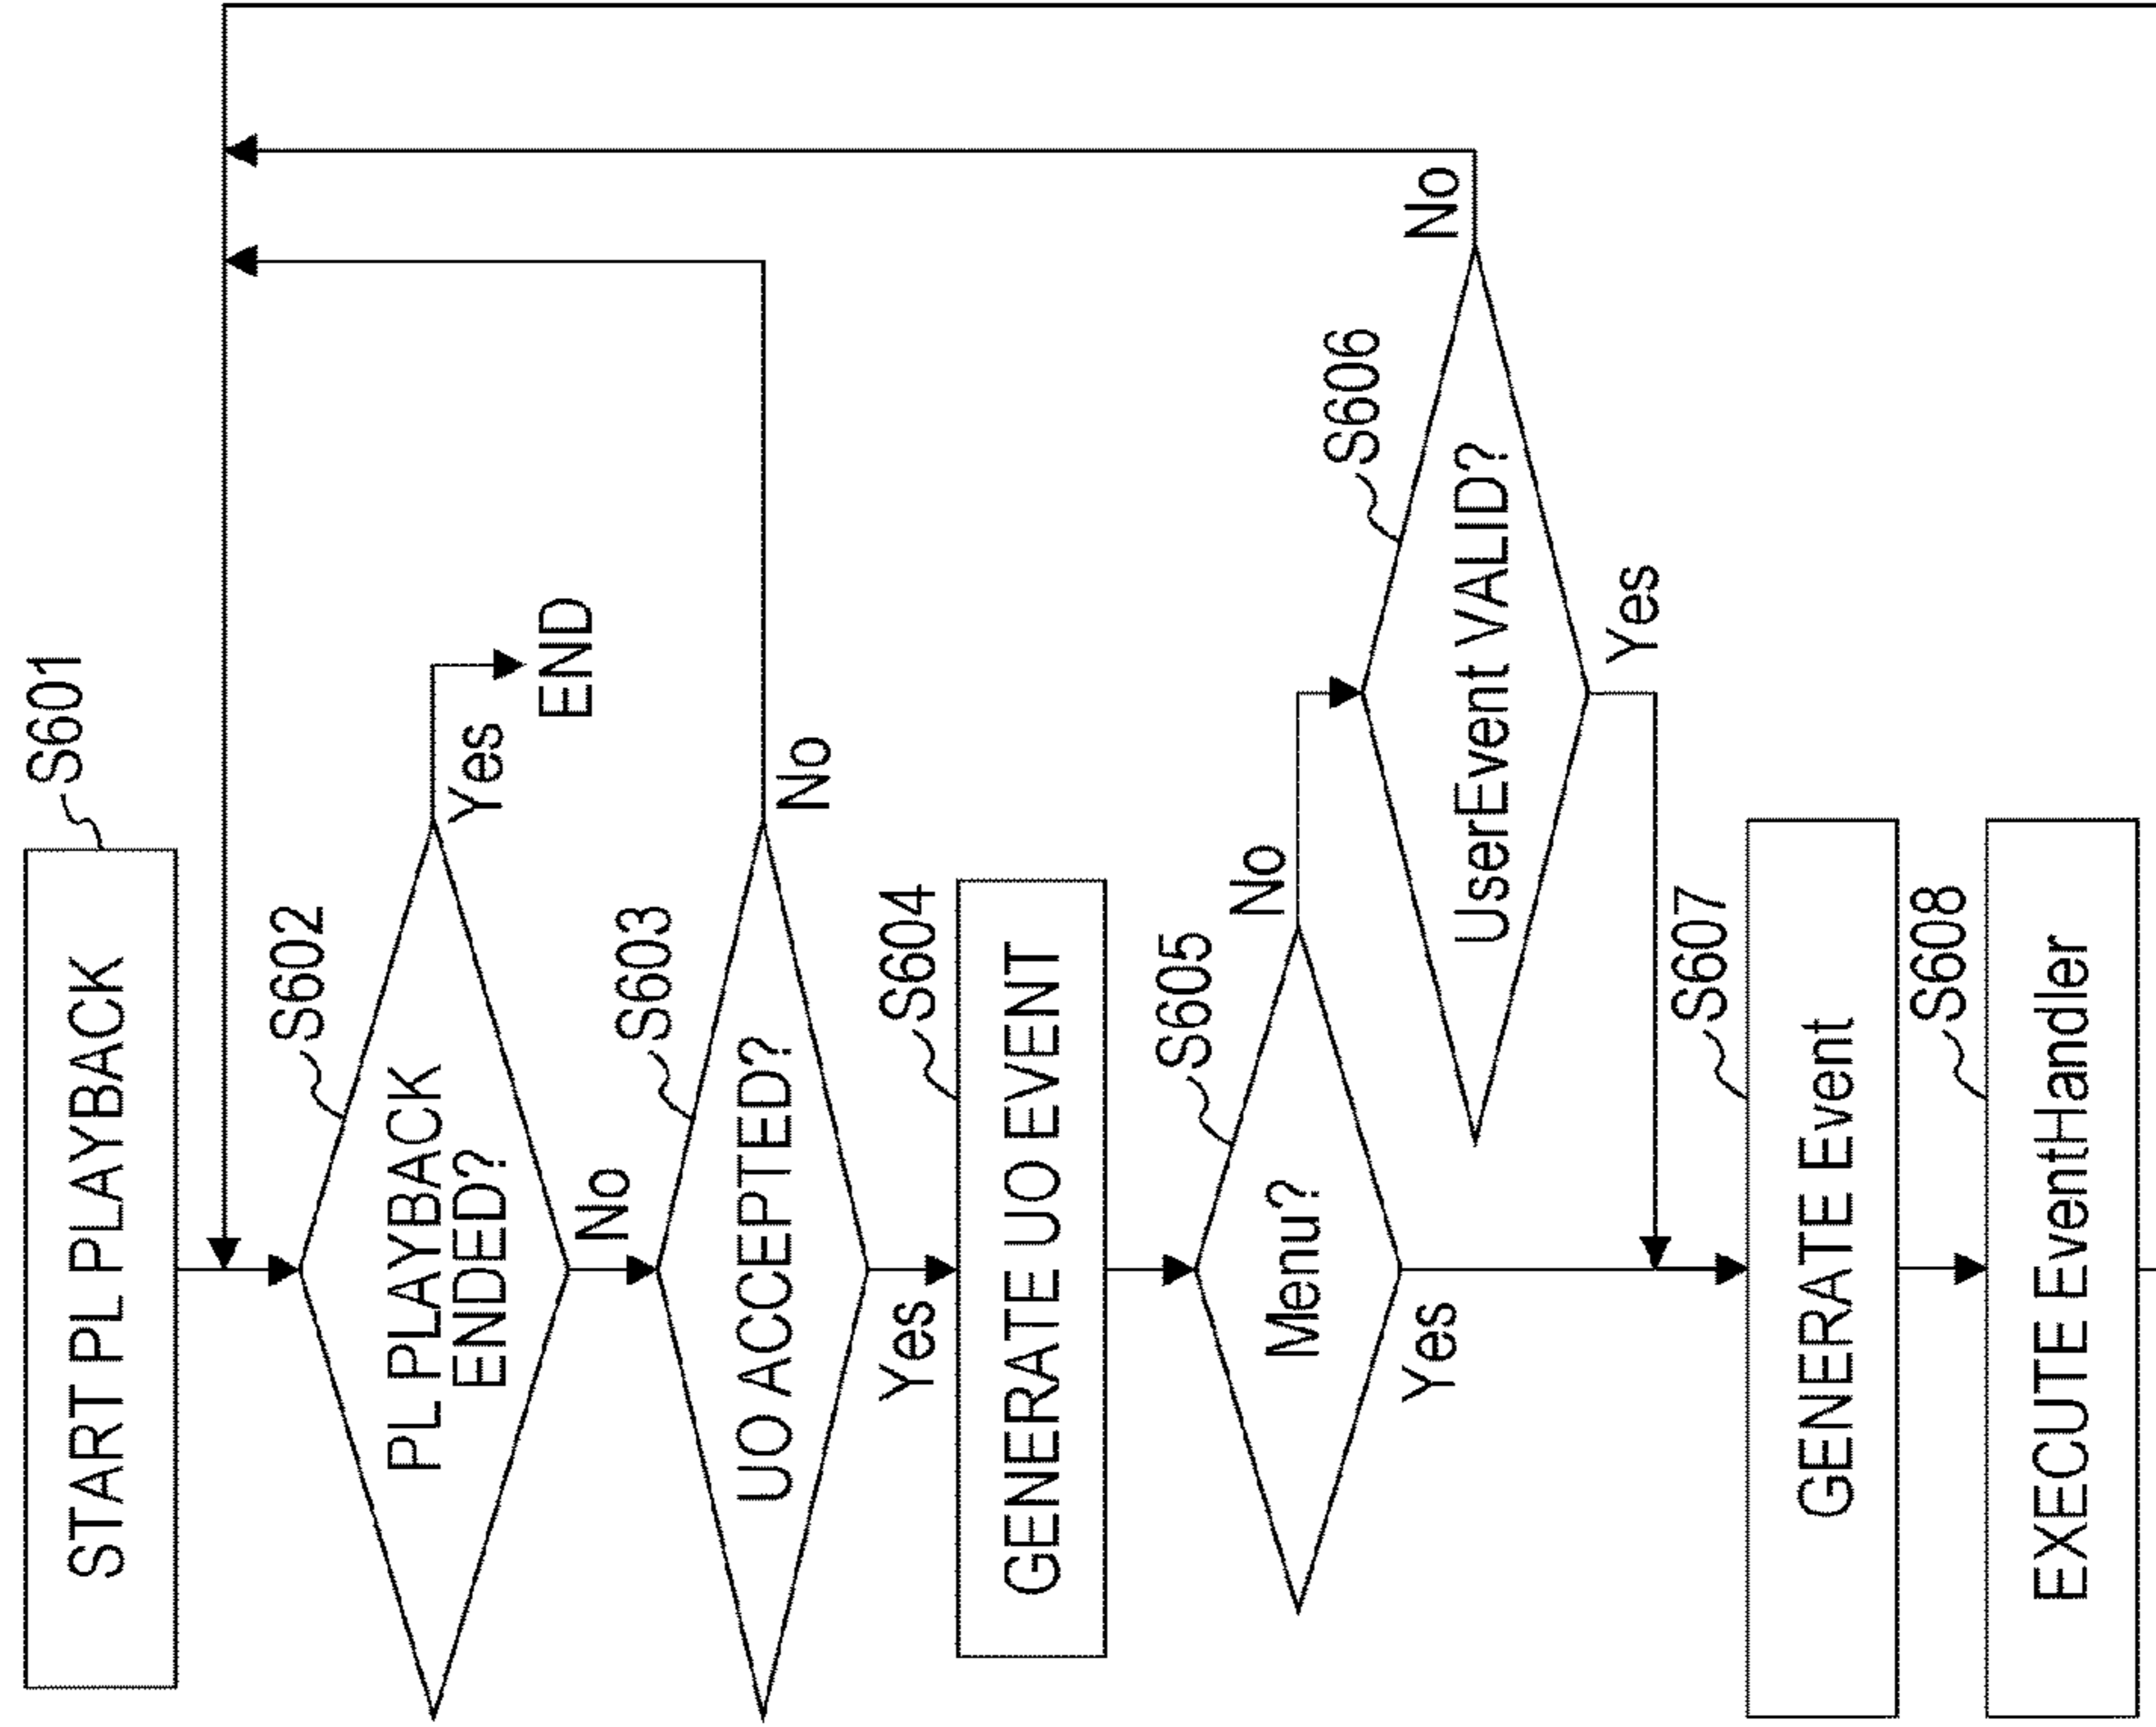 START PL PLAYBACK
S601
PL PLAYBACK
ENDED?
S602
Yes
END
No
UO ACCEPTED?
S603
No
Yes
GENERATE UO EVENT
S604
Menu?
S605
No
Yes
UserEvent VALID?
S606
No
Yes
GENERATE Event
S607
EXECUTE EventHandler
S608